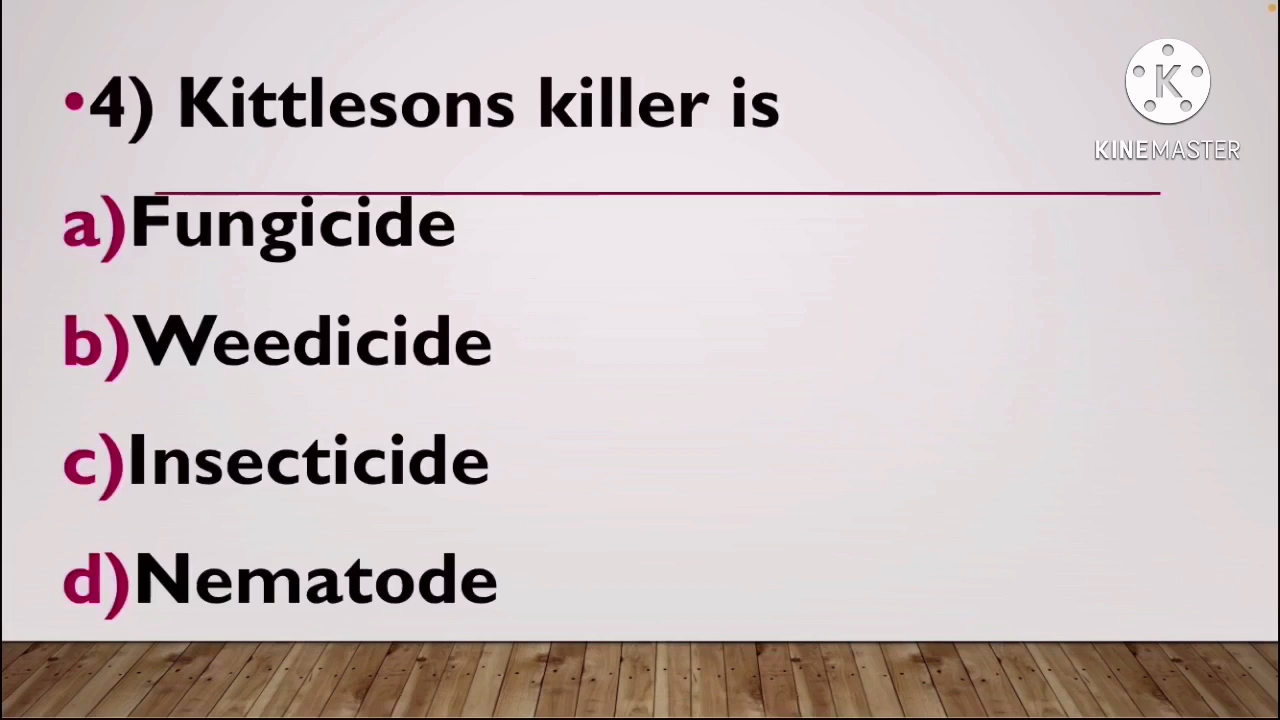 •4) Kittlesons killer is
K
KINEMASTER
a)Fungicide
b)Weedicide
c)Insecticide
d)Nematode